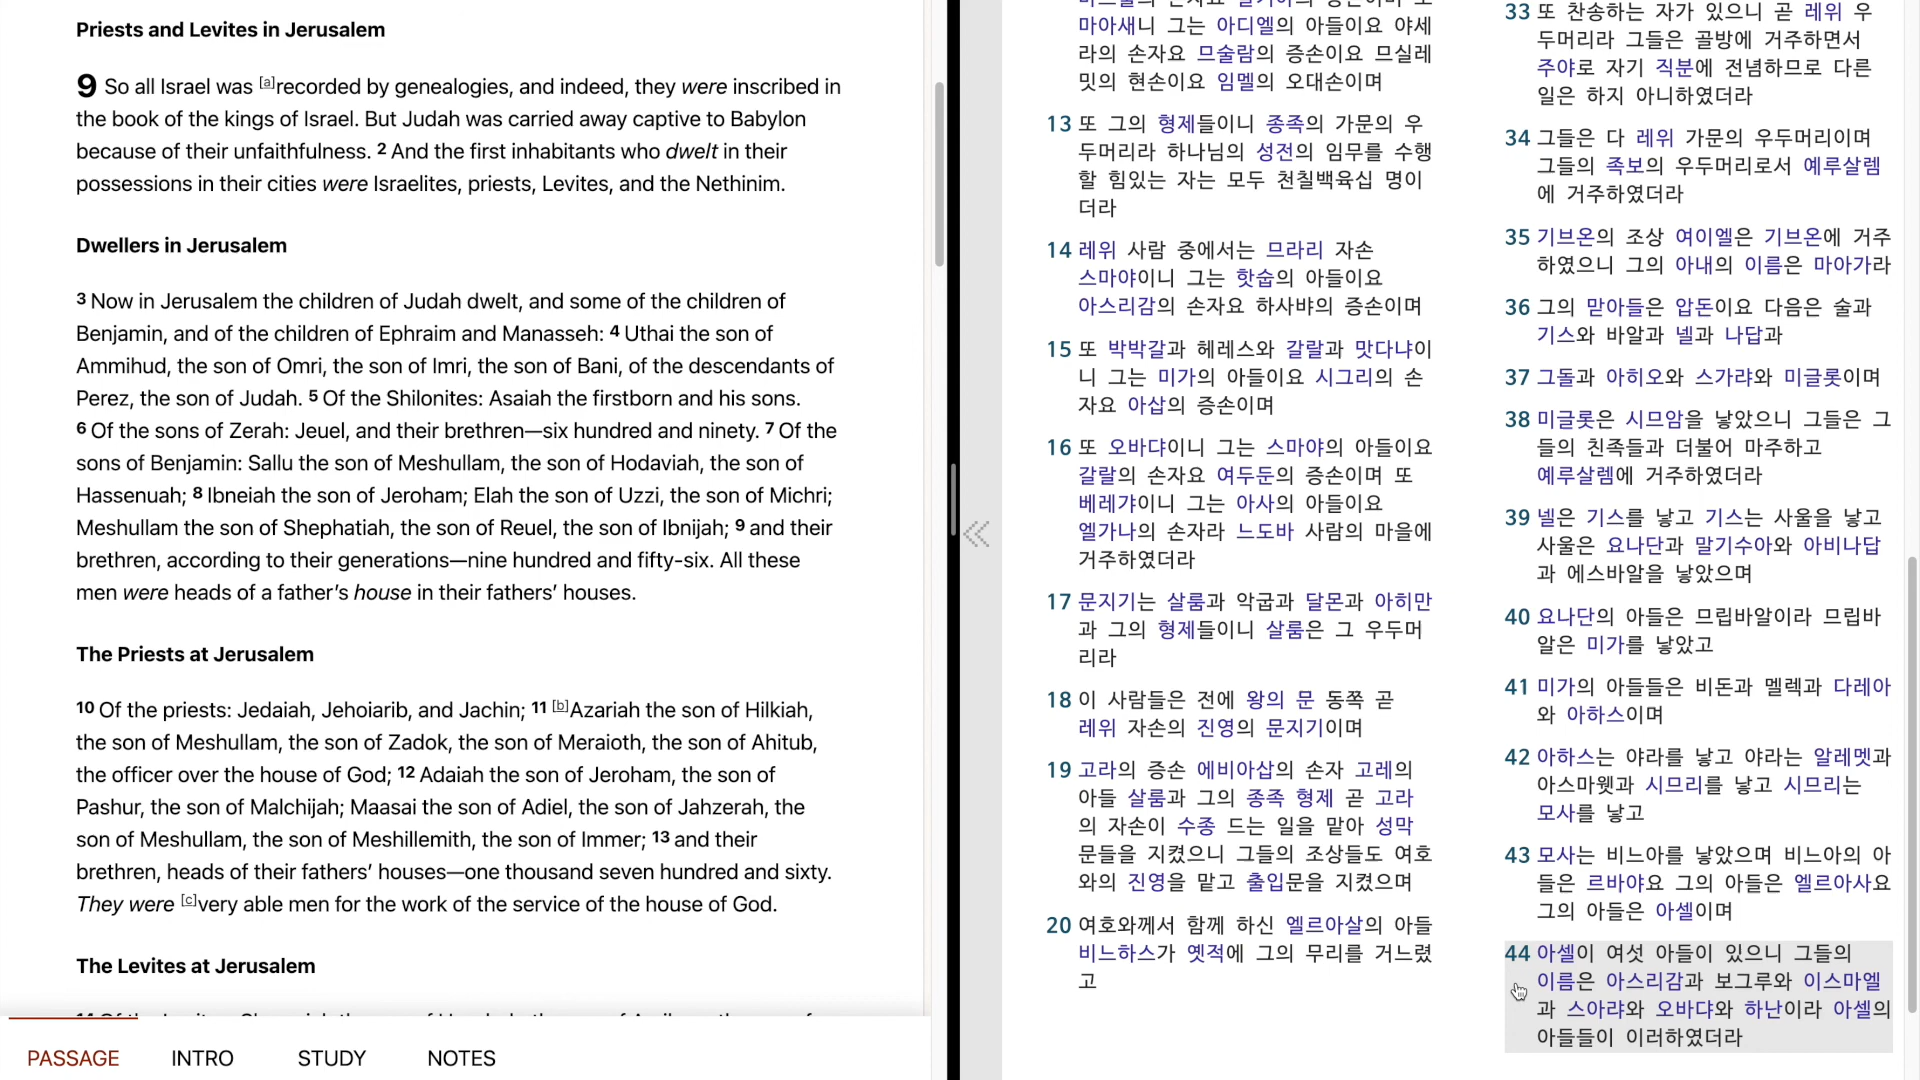 Priests and Levites in Jerusalem
9 So all Israel was [a]recorded by genealogies, and indeed, they were inscribed in
the book of the kings of Israel. But Judah was carried away captive to Babylon
because of their unfaithfulness. 2 And the first inhabitants who dwelt in their
possessions in their cities were Israelites, priests, Levites, and the Nethinim.
Dwellers in Jerusalem
3 Now in Jerusalem the children of Judah dwelt, and some of the children of
Benjamin, and of the children of Ephraim and Manasseh: 4 Uthai the son of
Ammihud, the son of Omri, the son of Imri, the son of Bani, of the descendants of
Perez, the son of Judah. 5 Of the Shilonites: Asaiah the firstborn and his sons.
6 Of the sons of Zerah: Jeuel, and their brethren—six hundred and ninety. 7 Of the
sons of Benjamin: Sallu the son of Meshullam, the son of Hodaviah, the son of
Hassenuah; 8 Ibneiah the son of Jeroham; Elah the son of Uzzi, the son of Michri;
Meshullam the son of Shephatiah, the son of Reuel, the son of Ibnijah; 9 and their
brethren, according to their generations—nine hundred and fifty-six. All these
men were heads of a father’s house in their fathers’ houses.
The Priests at Jerusalem
10 Of the priests: Jedaiah, Jehoiarib, and Jachin; 11 [b]Azariah the son of Hilkiah,
the son of Meshullam, the son of Zadok, the son of Meraioth, the son of Ahitub,
the officer over the house of God; 12 Adaiah the son of Jeroham, the son of
Pashur, the son of Malchijah; Maasai the son of Adiel, the son of Jahzerah, the
son of Meshullam, the son of Meshillemith, the son of Immer; 13 and their
brethren, heads of their fathers’ houses—one thousand seven hundred and sixty.
They were [c]very able men for the work of the service of the house of God.
The Levites at Jerusalem
PASSAGE INTRO STUDY NOTES
마아새니 그는 아디엘의 아들이요 야세
라의 손자요 므술람의 증손이요 므실레
밋의 현손이요 임멜의 오대손이며
13 또 그의 형제들이니 종족의 가문의 우
두머리라 하나님의 성전의 임무를 수행
할 힘있는 자는 모두 천칠백육십 명이
더라
14 레위 사람 중에서는 므라리 자손
스마야이니 그는 핫숩의 아들이요
아스리감의 손자요 하사뱌의 증손이며
15 또 박박갈과 헤레스와 갈랄과 맛다냐이
니 그는 미가의 아들이요 시그리의 손
자요 아삽의 증손이며
16 또 오바댜이니 그는 스마야의 아들이요
갈랄의 손자요 여두둔의 증손이며 또
베레갸이니 그는 아사의 아들이요
엘가나의 손자라 느도바 사람의 마을에
거주하였더라
17 문지기는 살룸과 악굽과 달몬과 아히만
과 그의 형제들이니 살룸은 그 우두머
리라
18 이 사람들은 전에 왕의 문 동쪽 곧
레위 자손의 진영의 문지기이며
19 고라의 증손 에비아삽의 손자 고레의
아들 살룸과 그의 종족 형제 곧 고라
의 자손이 수종 드는 일을 맡아 성막
문들을 지켰으니 그들의 조상들도 여호
와의 진영을 맡고 출입문을 지켰으며
20 여호와께서 함께 하신 엘르아살의 아들
비느하스가 옛적에 그의 무리를 거느렸
고
33 또 찬송하는 자가 있으니 곧 레위 우
두머리라 그들은 골방에 거주하면서
주야로 자기 직분에 전념하므로 다른
일은 하지 아니하였더라
34 그들은 다 레위 가문의 우두머리이며
그들의 족보의 우두머리로서 예루살렘
에 거주하였더라
35 기브온의 조상 여이엘은 기브온에 거주
하였으니 그의 아내의 이름은 마아가라
36 그의 맏아들은 압돈이요 다음은 술과
기스와 바알과 넬과 나답과
37 그돌과 아히오와 스가랴와 미글롯이며
38 미글롯은 시므암을 낳았으니 그들은 그
들의 친족들과 더불어 마주하고
예루살렘에 거주하였더라
39 넬은 기스를 낳고 기스는 사울을 낳고
사울은 요나단과 말기수아와 아비나답
과 에스바알을 낳았으며
40 요나단의 아들은 므립바알이라 므립바
알은 미가를 낳았고
41 미가의 아들들은 비돈과 멜렉과 다레아
와 아하스이며
42 아하스는 야라를 낳고 야라는 알레멧과
아스마웻과 시므리를 낳고 시므리는
모사를 낳고
43 모사는 비느아를 낳았으며 비느아의 아
들은 르바야요 그의 아들은 엘르아사요
그의 아들은 아셀이며
44 아셀이 여섯 아들이 있으니 그들의
이름은 아스리감과 보그루와 이스마엘
과 스아랴와 오바댜와 하난이라 아셀의
아들들이 이러하였더라